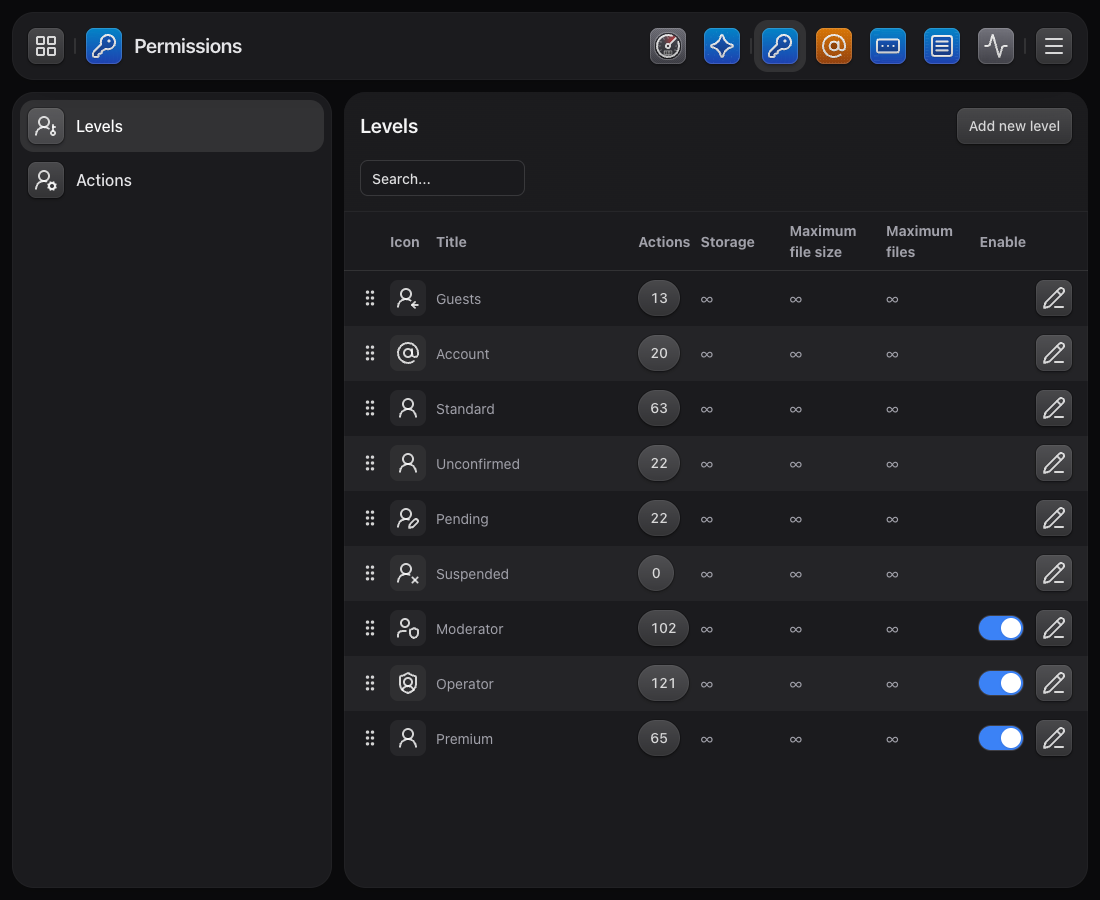 Permissions
Levels
Actions
Levels
Add new level
Search...
Icon Title Actions Storage Maximum file size Maximum files Enable
Guests 13 ∞ ∞ ∞
Account 20 ∞ ∞ ∞
Standard 63 ∞ ∞ ∞
Unconfirmed 22 ∞ ∞ ∞
Pending 22 ∞ ∞ ∞
Suspended 0 ∞ ∞ ∞
Moderator 102 ∞ ∞ ∞
Operator 121 ∞ ∞ ∞
Premium 65 ∞ ∞ ∞